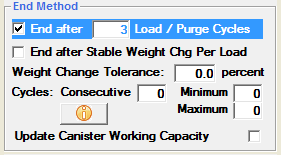 End Method
End after 3 Load / Purge Cycles
End after Stable Weight Chg Per Load
Weight Change Tolerance: 0.0 percent
Cycles: Consecutive 0 Minimum 0
Maximum 0
Update Canister Working Capacity